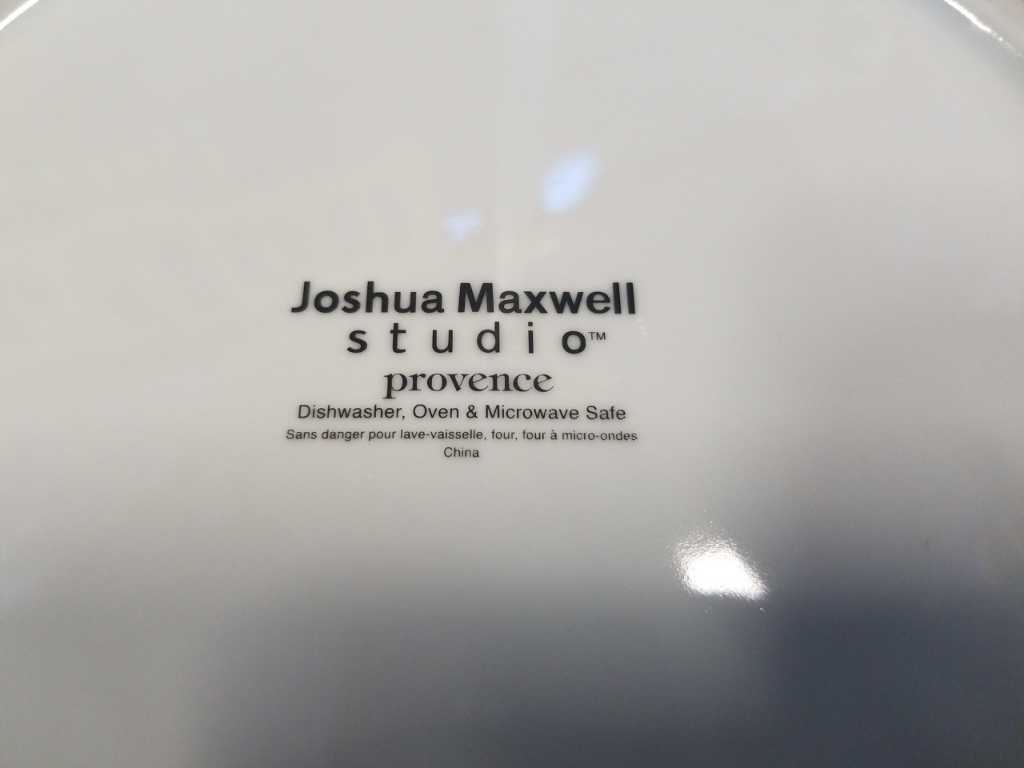 Joshua Maxwell
studio™
provence
Dishwasher, Oven & Microwave Safe
Sans danger pour lave-vaisselle, four, four à micro-ondes
China